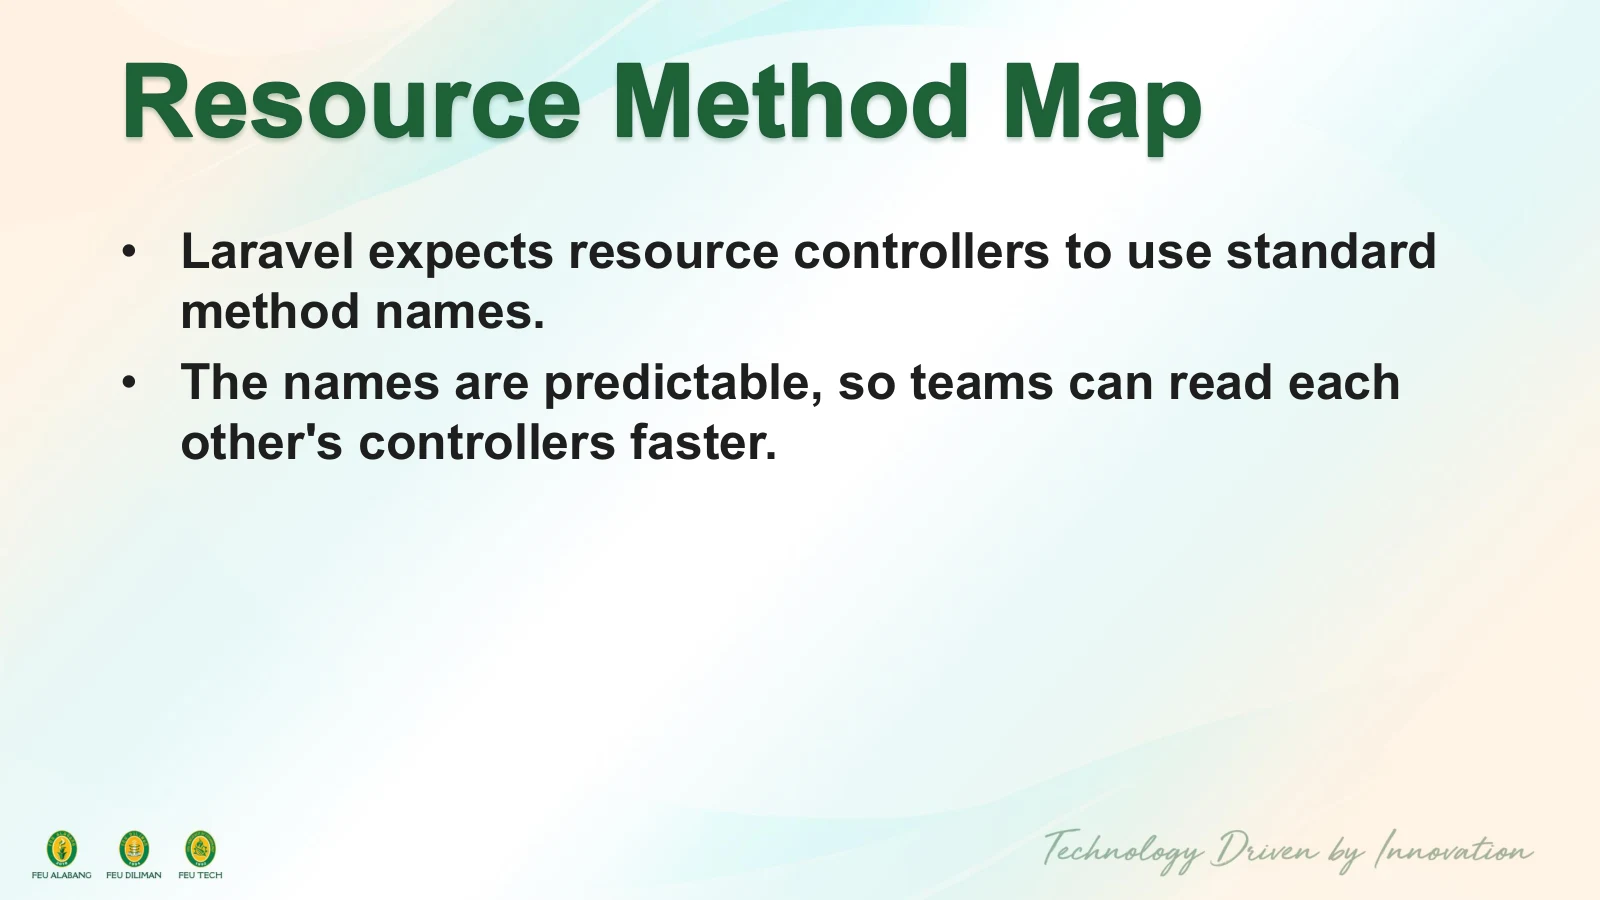 Resource Method Map
• Laravel expects resource controllers to use standard
method names.
• The names are predictable, so teams can read each
other's controllers faster.
FEU ALABANG FEU DILIMAN FEU TECH
Technology Driven by Innovation